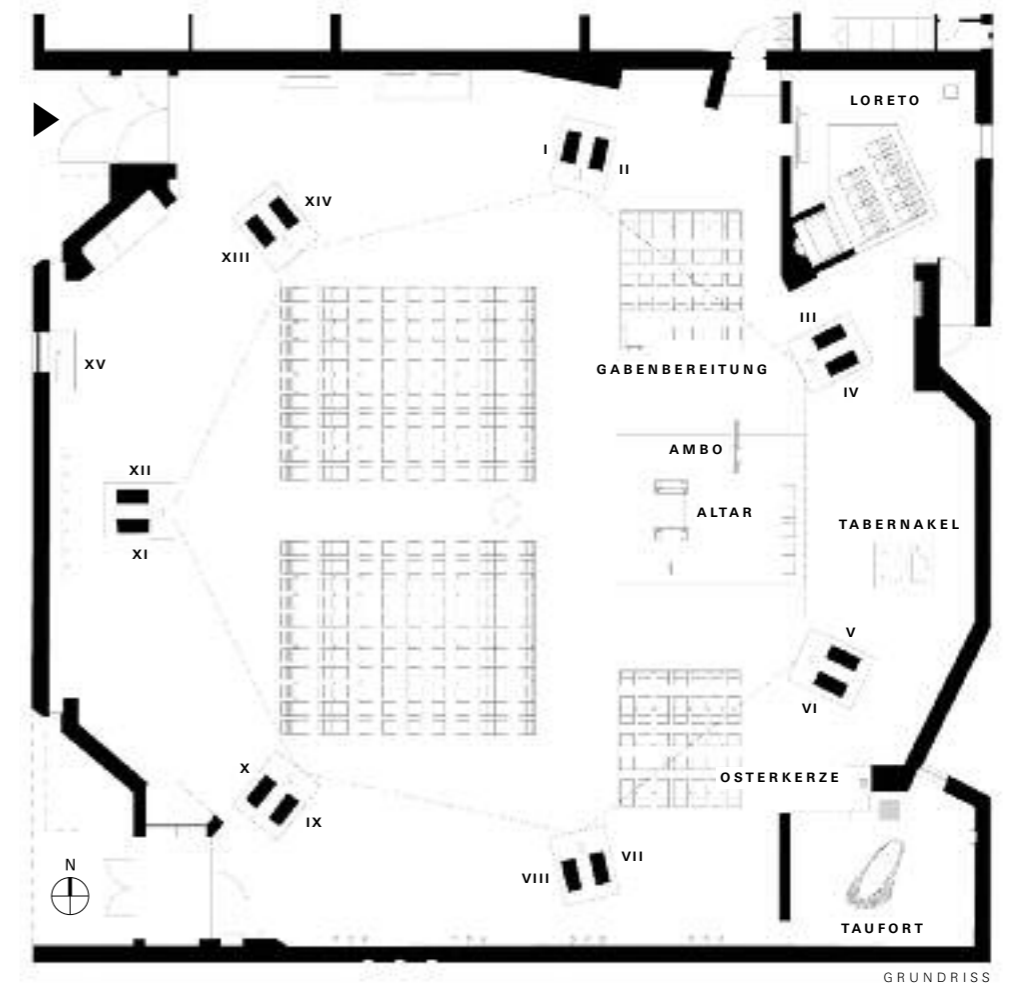 LORETO
I
II
XIV
XIII
III
XV
GABENBEREITUNG
IV
AMBO
XII
ALTAR
TABERNAKEL
XI
V
VI
X
OSTERKERZE
IX
VII
N
VIII
TAUFORT
GRUNDRISS